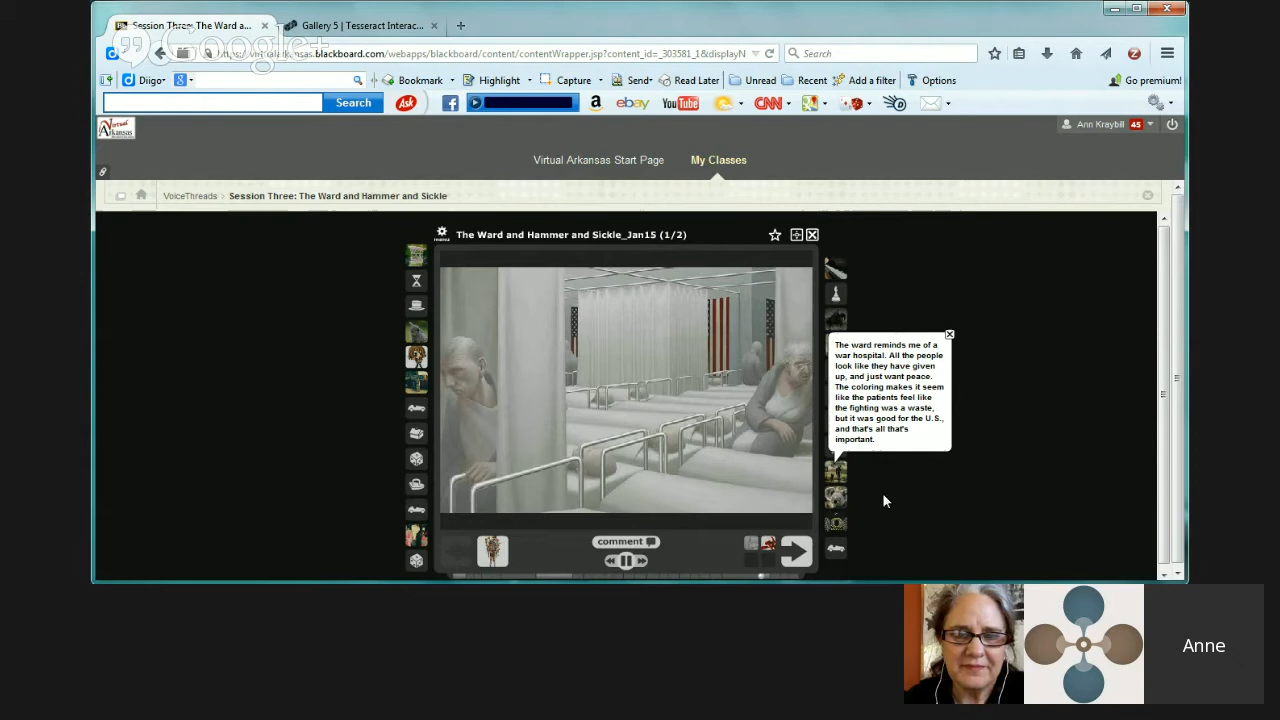 Session Three: The Ward a...
Gallery 5 | Tesseract Interac...
Google+
.blackboard.com/webapps/blackboard/content/contentWrapper.jsp?content_id=_303581_1&displayN
Search
Diigo
Bookmark
Highlight
Capture
Send
Read Later
Unread
Recent
Add a filter
Options
Go premium!
Search
Ask
ebay
YouTube
CNN
Virtual
Arkansas
Ann Kraybill 45
Virtual Arkansas Start Page
My Classes
VoiceThreads > Session Three: The Ward and Hammer and Sickle
menu
The Ward and Hammer and Sickle_Jan15 (1/2)
The ward reminds me of a
war hospital. All the people
look like they have given
up, and just want peace.
The coloring makes it seem
like the patients feel like
the fighting was a waste,
but it was good for the U.S.,
and that's all that's
important.
comment
Anne